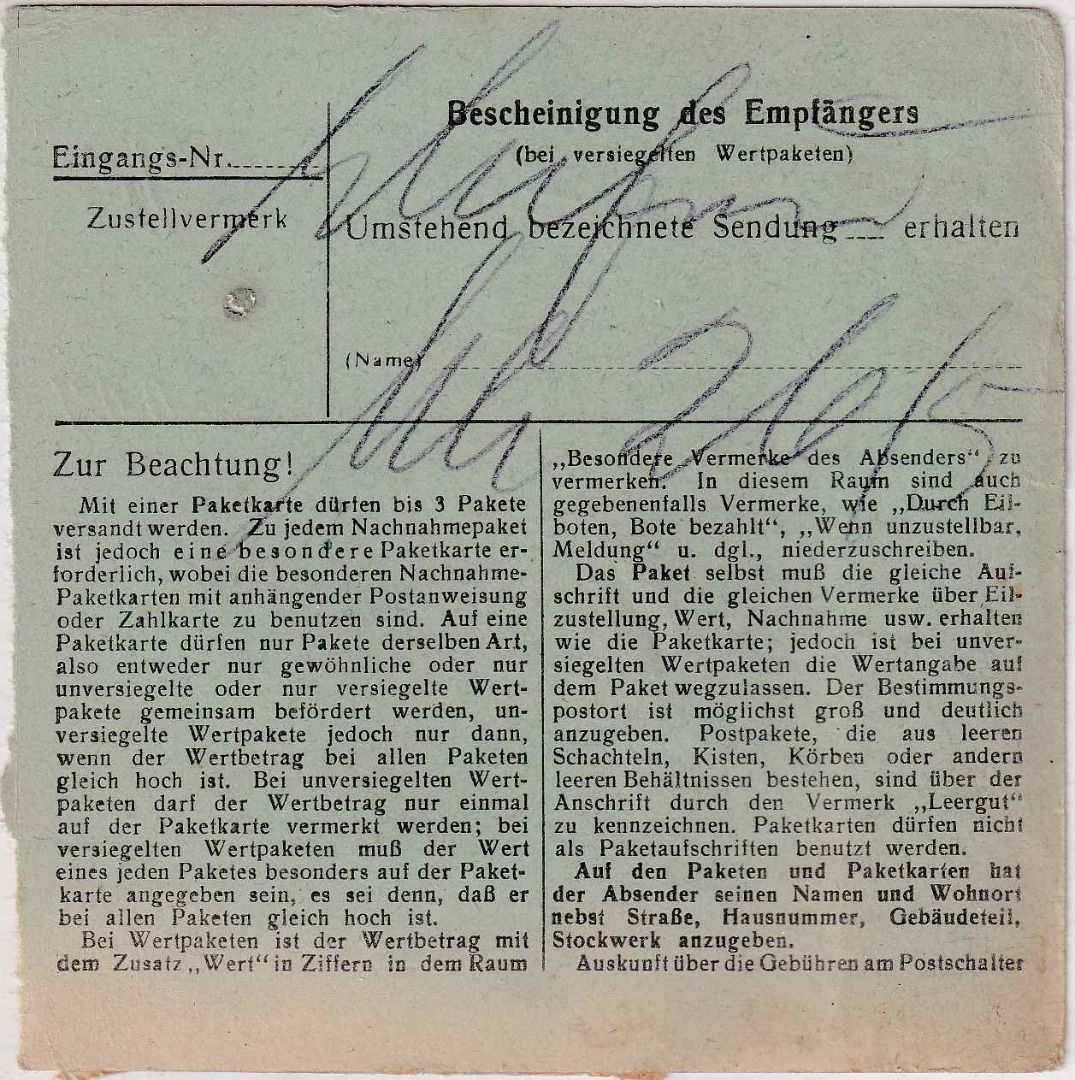 Bescheinigung des Empfängers
Eingangs-Nr.
(bei versiegelten Wertpaketen)
Zustellvermerk
Umstehend bezeichnete Sendung erhalten
(Name)
Zur Beachtung!
Mit einer Paketkarte dürfen bis 3 Pakete
versandt werden. Zu jedem Nachnahmepaket
ist jedoch eine besondere Paketkarte er-
forderlich, wobei die besonderen Nachnahme-
Paketkarten mit anhängender Postanweisung
oder Zahlkarte zu benutzen sind. Auf eine
Paketkarte dürfen nur Pakete derselben Art,
also entweder nur gewöhnliche oder nur
unversiegelte oder nur versiegelte Wert-
pakete gemeinsam befördert werden, un-
versiegelte Wertpakete jedoch nur dann,
wenn der Wertbetrag bei allen Paketen
gleich hoch ist. Bei unversiegelten Wert-
paketen darf der Wertbetrag nur einmal
auf der Paketkarte vermerkt werden; bei
versiegelten Wertpaketen muß der Wert
eines jeden Paketes besonders auf der Paket-
karte angegeben sein, es sei denn, daß er
bei allen Paketen gleich hoch ist.
Bei Wertpaketen ist der Wertbetrag mit
dem Zusatz „Wert“ in Ziffern in dem Raum
„Besondere Vermerke des Absenders“ zu
vermerken. In diesem Raum sind auch
gegebenenfalls Vermerke, wie „Durch Eil-
boten, Bote bezahlt“, „Wenn unzustellbar,
Meldung“ u. dgl., niederzuschreiben.
Das Paket selbst muß die gleiche Auf-
schrift und die gleichen Vermerke über Eil-
zustellung, Wert, Nachnahme usw. erhalten
wie die Paketkarte; jedoch ist bei unver-
siegelten Wertpaketen die Wertangabe auf
dem Paket wegzulassen. Der Bestimmungs-
postort ist möglichst groß und deutlich
anzugeben. Postpakete, die aus leeren
Schachteln, Kisten, Körben oder andern
leeren Behältnissen bestehen, sind über der
Anschrift durch den Vermerk „Leergut“
zu kennzeichnen. Paketkarten dürfen nicht
als Paketaufschriften benutzt werden.
Auf den Paketen und Paketkarten hat
der Absender seinen Namen und Wohnort
nebst Straße, Hausnummer, Gebäudeteil,
Stockwerk anzugeben.
Auskunft über die Gebühren am Postschalter